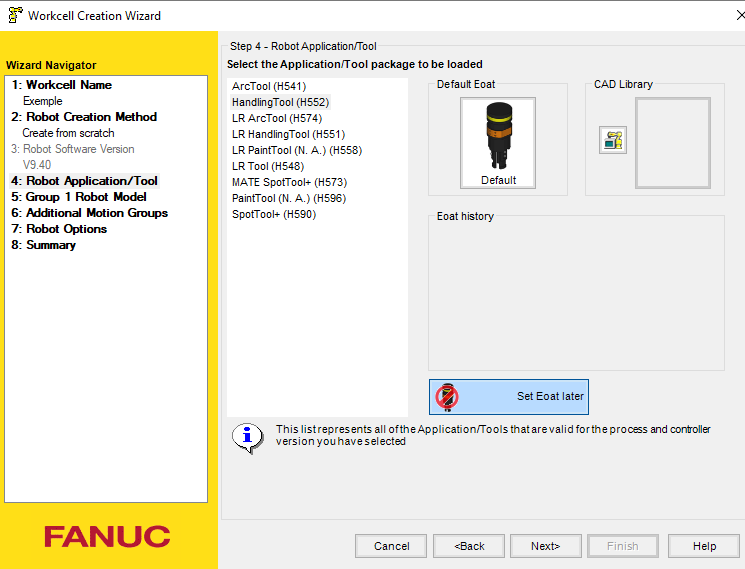 Workcell Creation Wizard
Wizard Navigator
1: Workcell Name
Exemple
2: Robot Creation Method
Create from scratch
3: Robot Software Version
V9.40
4: Robot Application/Tool
5: Group 1 Robot Model
6: Additional Motion Groups
7: Robot Options
8: Summary
FANUC
Step 4 - Robot Application/Tool
Select the Application/Tool package to be loaded
ArcTool (H541)
HandlingTool (H552)
LR ArcTool (H574)
LR HandlingTool (H551)
LR PaintTool (N. A.) (H558)
LR Tool (H548)
MATE SpotTool+ (H573)
PaintTool (N. A.) (H596)
SpotTool+ (H590)
Default Eoat
Default
CAD Library
Eoat history
Set Eoat later
This list represents all of the Application/Tools that are valid for the process and controller
version you have selected
Cancel
<Back
Next>
Finish
Help